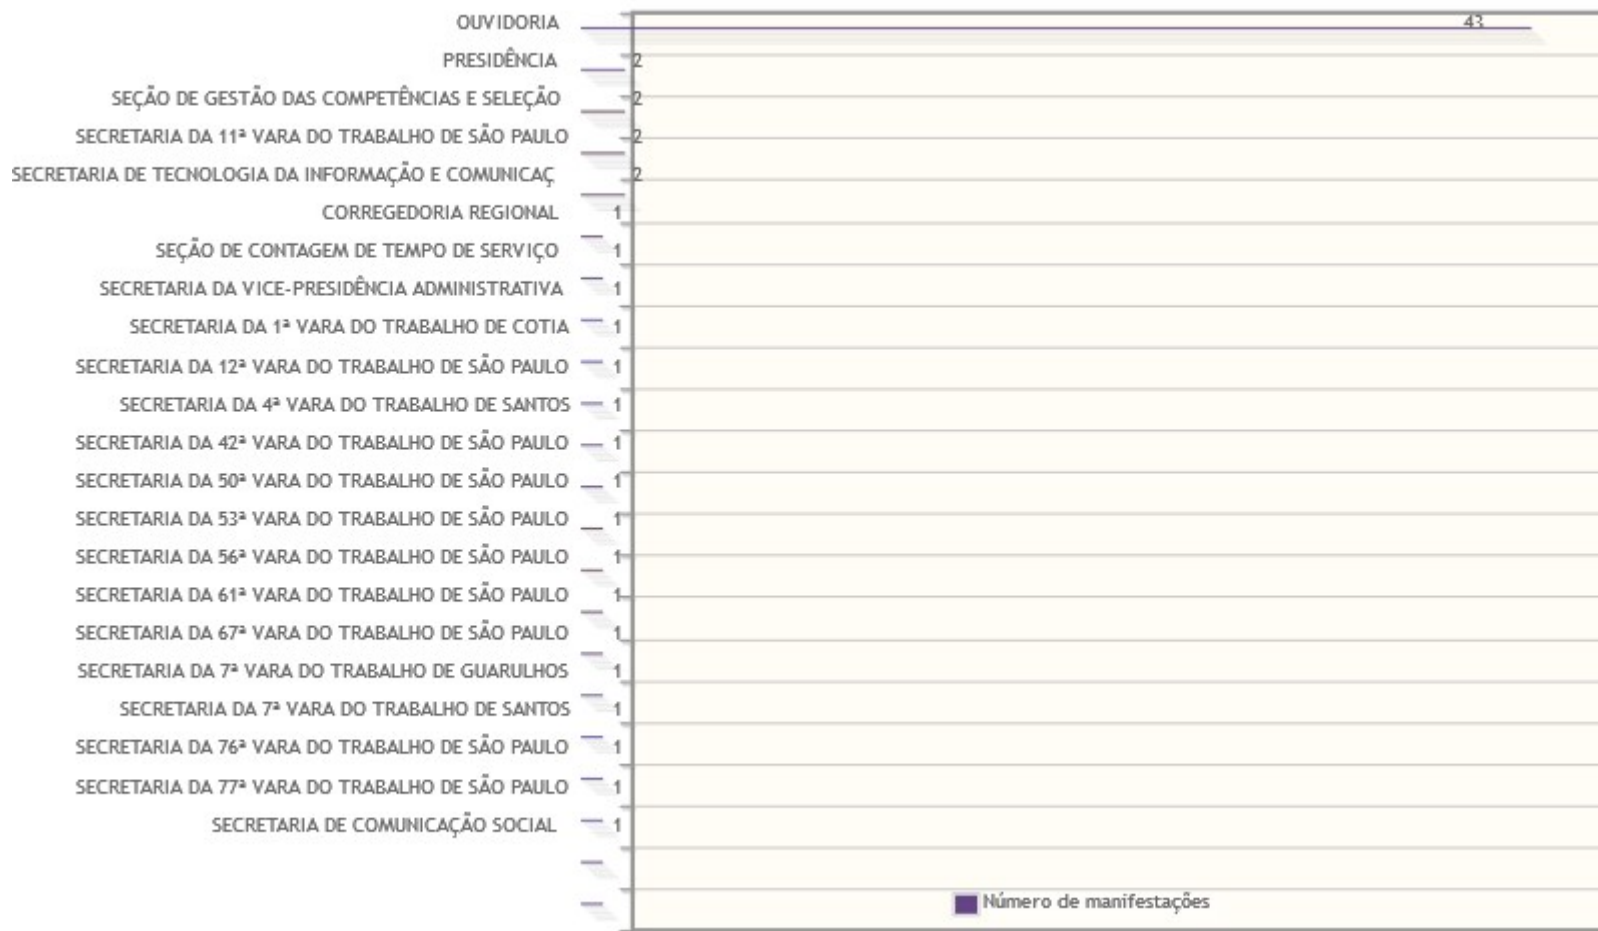 OUVIDORIA 43
PRESIDÊNCIA 2
SEÇÃO DE GESTÃO DAS COMPETÊNCIAS E SELEÇÃO 2
SECRETARIA DA 11ª VARA DO TRABALHO DE SÃO PAULO 2
SECRETARIA DE TECNOLOGIA DA INFORMAÇÃO E COMUNICAÇ 2
CORREGEDORIA REGIONAL 1
SEÇÃO DE CONTAGEM DE TEMPO DE SERVIÇO 1
SECRETARIA DA VICE-PRESIDÊNCIA ADMINISTRATIVA 1
SECRETARIA DA 1ª VARA DO TRABALHO DE COTIA 1
SECRETARIA DA 12ª VARA DO TRABALHO DE SÃO PAULO 1
SECRETARIA DA 4ª VARA DO TRABALHO DE SANTOS 1
SECRETARIA DA 42ª VARA DO TRABALHO DE SÃO PAULO 1
SECRETARIA DA 50ª VARA DO TRABALHO DE SÃO PAULO 1
SECRETARIA DA 53ª VARA DO TRABALHO DE SÃO PAULO 1
SECRETARIA DA 56ª VARA DO TRABALHO DE SÃO PAULO 1
SECRETARIA DA 61ª VARA DO TRABALHO DE SÃO PAULO 1
SECRETARIA DA 67ª VARA DO TRABALHO DE SÃO PAULO 1
SECRETARIA DA 7ª VARA DO TRABALHO DE GUARULHOS 1
SECRETARIA DA 7ª VARA DO TRABALHO DE SANTOS 1
SECRETARIA DA 76ª VARA DO TRABALHO DE SÃO PAULO 1
SECRETARIA DA 77ª VARA DO TRABALHO DE SÃO PAULO 1
SECRETARIA DE COMUNICAÇÃO SOCIAL 1
Número de manifestações